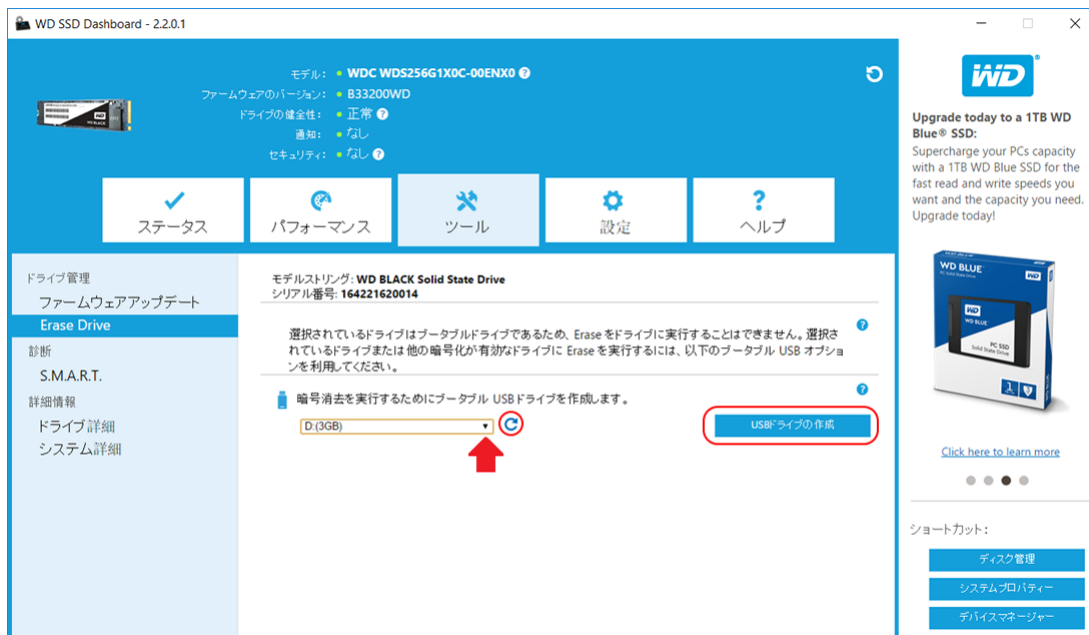 WD SSD Dashboard - 2.2.0.1
モデル: WDC WDS256G1X0C-00ENX0
ファームウェアのバージョン: B33200WD
ドライブの健全性: 正常
通知: なし
セキュリティ: なし
ステータス
パフォーマンス
ツール
設定
ヘルプ
ドライブ管理
ファームウェアアップデート
Erase Drive
診断
S.M.A.R.T.
詳細情報
ドライブ詳細
システム詳細
モデルストリング: WD BLACK Solid State Drive
シリアル番号: 164221620014
選択されているドライブはブータブルドライブであるため、Erase をドライブに実行することはできません。選択さ
れているドライブまたは他の暗号化が有効なドライブに Erase を実行するには、以下のブータブル USB オプショ
ンを利用してください。
暗号消去を実行するためにブータブル USBドライブを作成します。
D:(3GB)
USBドライブの作成
WD
Upgrade today to a 1TB WD
Blue® SSD:
Supercharge your PCs capacity
with a 1TB WD Blue SSD for the
fast read and write speeds you
want and the capacity you need.
Upgrade today!
WD BLUE
WD
WD
WD BLUE
PC SSD
Solid State Drive
Click here to learn more
ショートカット:
ディスク管理
システムプロパティー
デバイスマネージャー